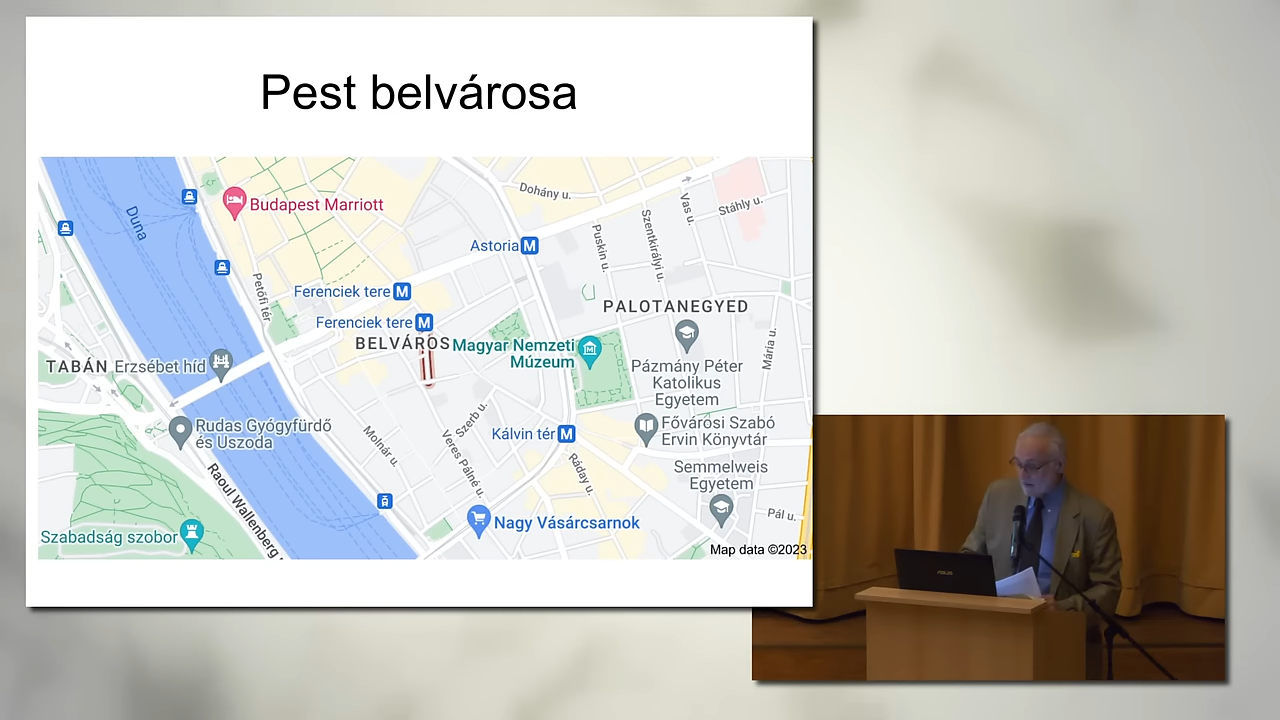 Pest belvárosa
Dohány u.
Vas u.
Stáhly u.
Budapest Marriott
Duna
Puskin u.
Szentkirályi u.
Astoria M
Petőfi tér
Ferenciek tere M
PALOTANEGYED
Ferenciek tere M
BELVÁROS
Magyar Nemzeti
Múzeum
Mária u.
TABÁN
Erzsébet híd
Pázmány Péter
Katolikus
Egyetem
Rudas Gyógyfürdő
és Uszoda
Szerb u.
Molnár u.
Veres Pálné u.
Kálvin tér M
Fővárosi Szabó
Ervin Könyvtár
Ráday u.
Semmelweis
Egyetem
Raoul Wallenberg
Nagy Vásárcsarnok
Pál u.
Szabadság szobor
Map data ©2023
ASUS